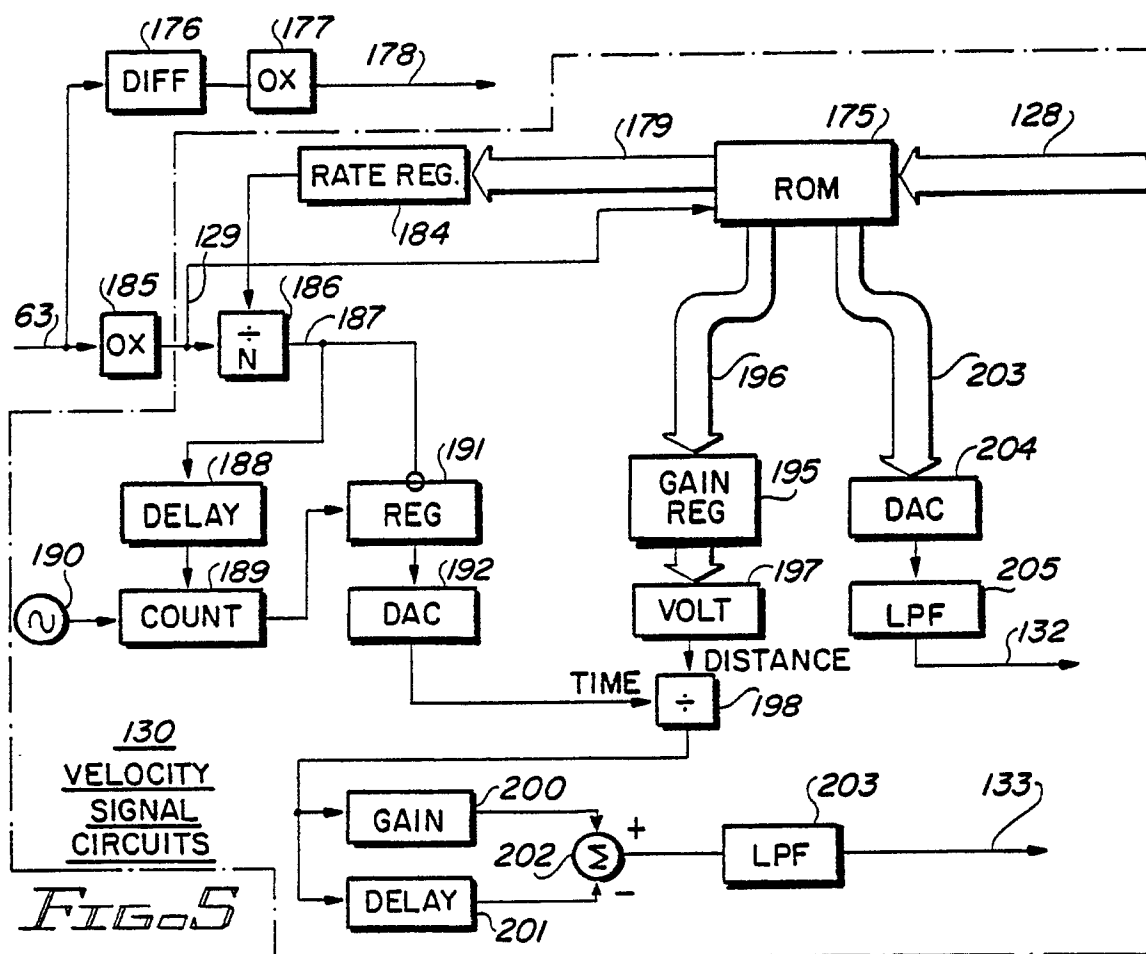 176
177
DIFF
OX
178
179
175
128
RATE REG.
ROM
184
129
185
186
63
OX
÷
N
187
196
203
188
191
DELAY
REG
GAIN
REG
195
204
DAC
190
189
192
COUNT
DAC
197
VOLT
205
LPF
132
DISTANCE
TIME
÷
198
130
VELOCITY
SIGNAL
CIRCUITS
200
GAIN
202
Σ
+
−
203
LPF
133
DELAY
201
FIG. 5